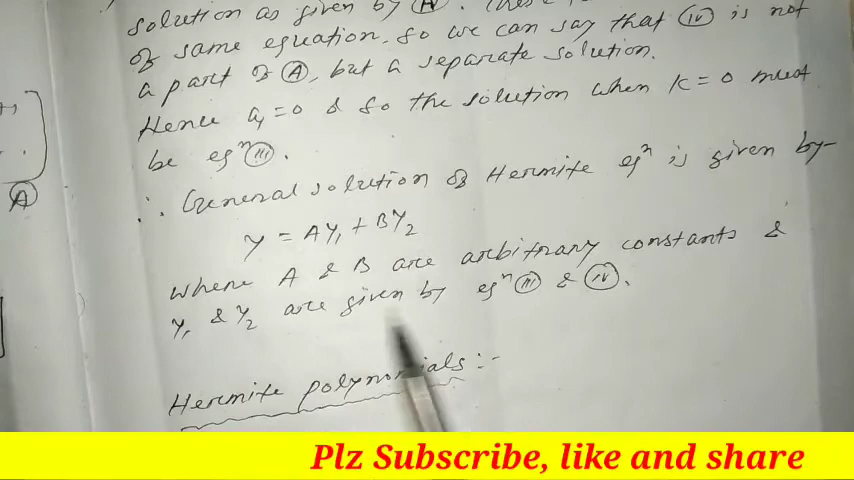 solution as given by (A). (
of same equation. So we can say that (IV) is not
a part of (A), but a separate solution.
Hence a₁ = 0 & so the solution when k = 0 must
be eqⁿ (III).
∴ General solution of Hermite eqⁿ is given by-
y = Ay₁ + By₂
where A & B are arbitrary constants &
y₁ & y₂ are given by eqⁿ (III) & (IV).
Hermite polynomials :-
(A)
Plz Subscribe, like and share